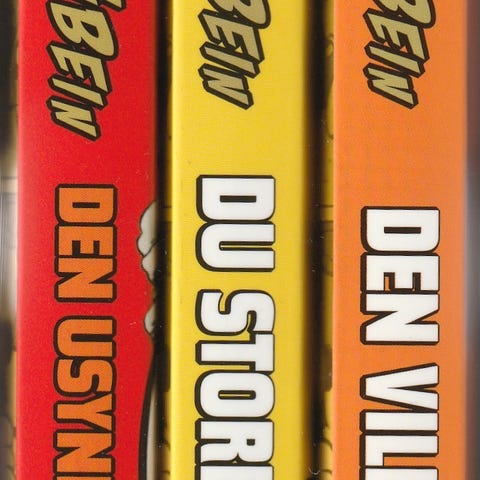 BEIN
DEN USYN
BEIN
DU STOR
BEIN
DEN VIL